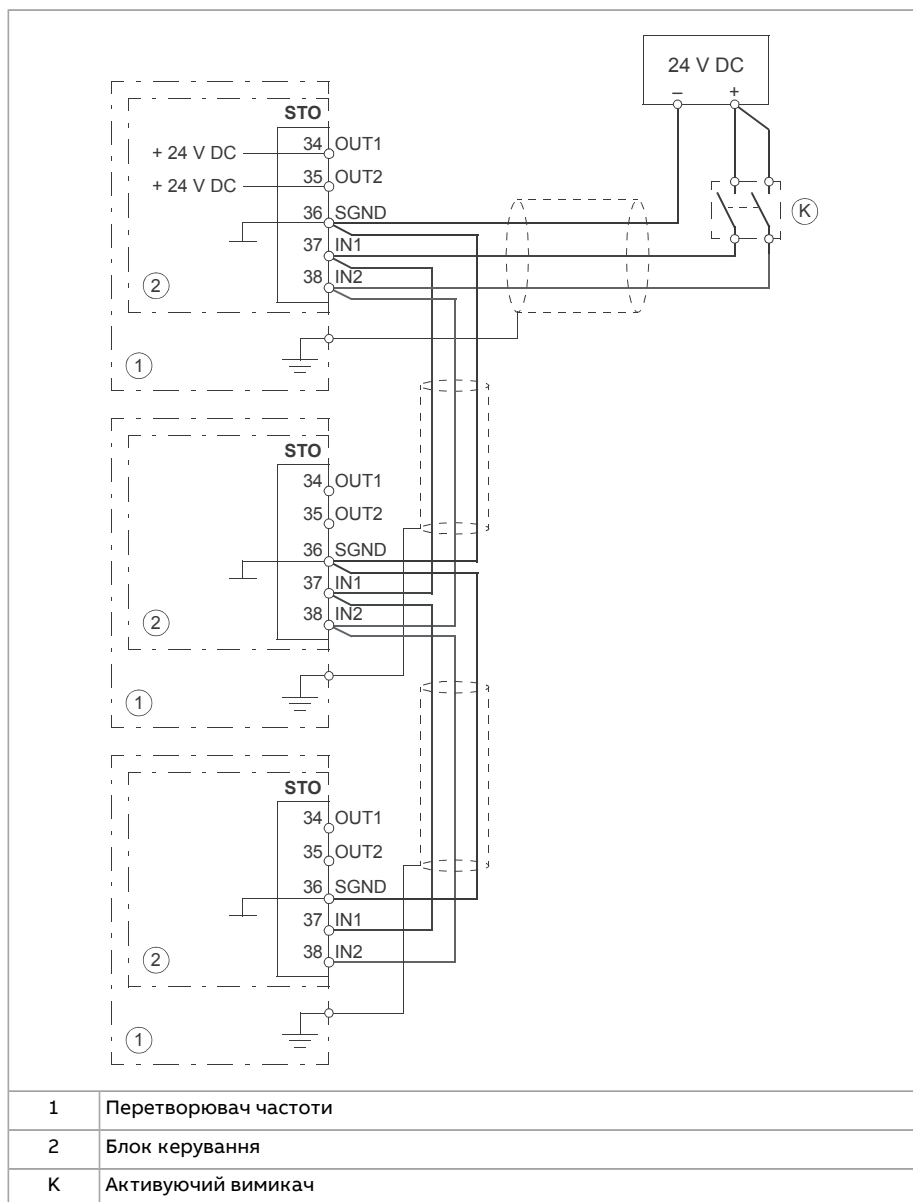 24 V DC
– +
STO
34 OUT1
+ 24 V DC
35 OUT2
+ 24 V DC
36 SGND
K
37 IN1
38 IN2
2
1
STO
34 OUT1
35 OUT2
36 SGND
37 IN1
38 IN2
2
1
STO
34 OUT1
35 OUT2
36 SGND
37 IN1
38 IN2
2
1
1 Перетворювач частоти
2 Блок керування
K Активуючий вимикач